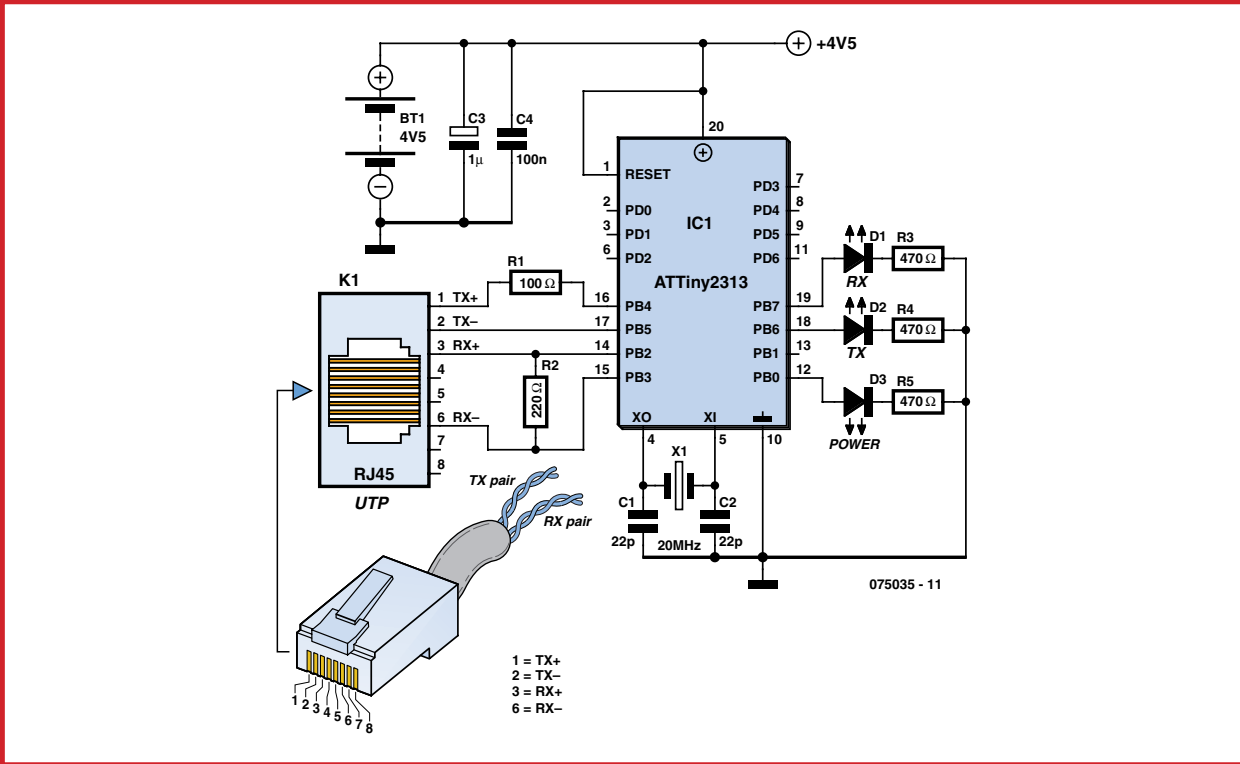 +4V5
BT1
4V5
C3
1μ
C4
100n
20
1
RESET
2
PD0
3
PD1
6
PD2
IC1
ATTiny2313
PD3
7
PD4
8
PD5
9
PD6
11
16
PB4
17
PB5
14
PB2
15
PB3
PB7
19
PB6
18
PB1
13
PB0
12
XO
XI
4
5
10
D1
RX
R3
470 Ω
D2
TX
R4
470 Ω
D3
POWER
R5
470 Ω
R1
100 Ω
R2
220 Ω
K1
1 TX+
2 TX–
3 RX+
4
5
6 RX–
7
8
RJ45
UTP
X1
C1
22p
20MHz
C2
22p
075035 - 11
TX pair
RX pair
1 2 3 4 5 6 7 8
1 = TX+
2 = TX–
3 = RX+
6 = RX–